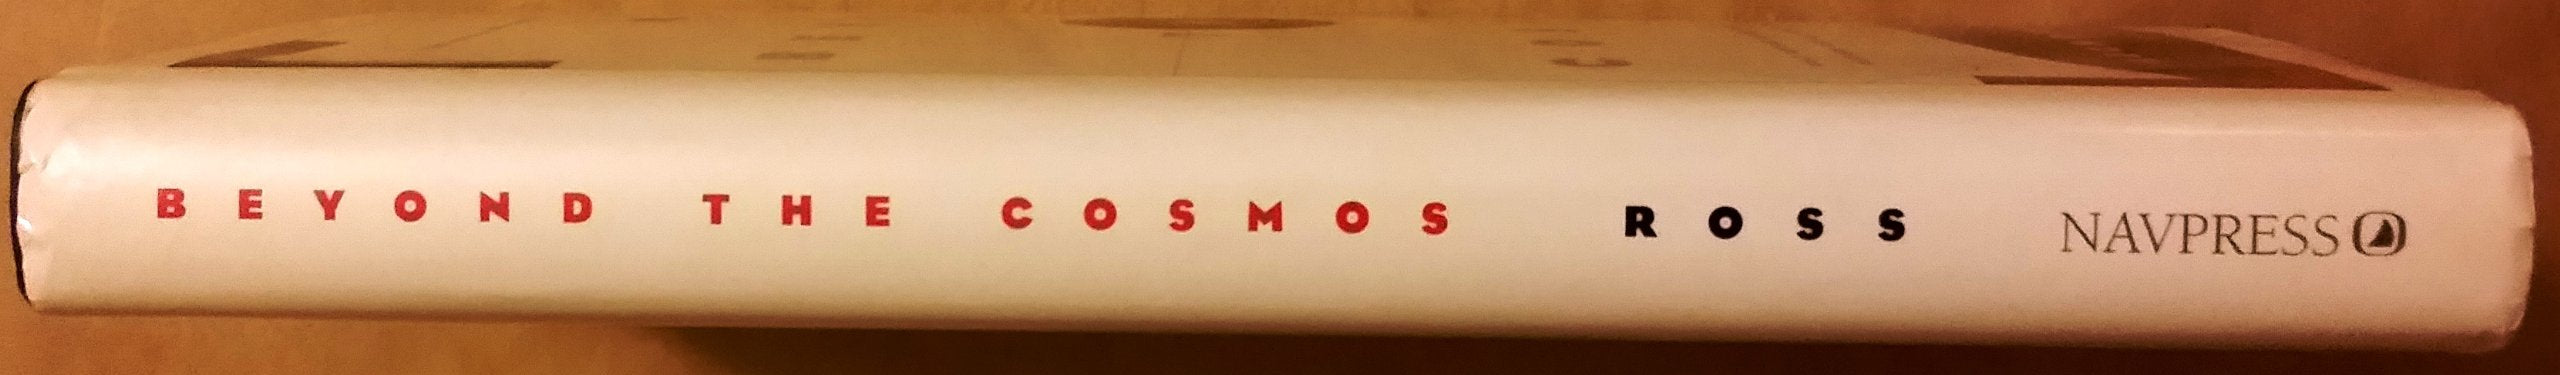 BEYOND THE COSMOS ROSS NAVPRESS